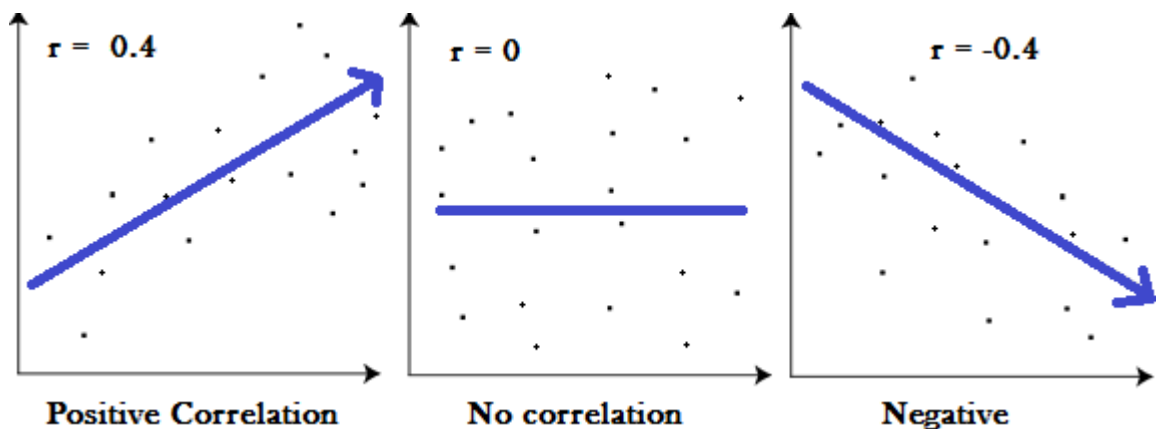 r = 0.4
r = 0
r = -0.4
Positive Correlation
No correlation
Negative